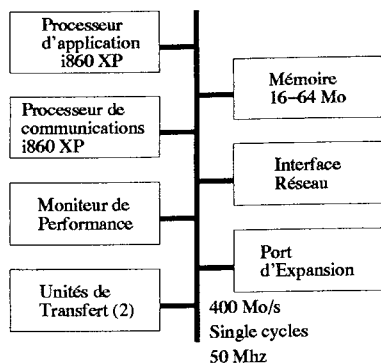 Processeur
d'application
i860 XP
Processeur de
communications
i860 XP
Moniteur de
Performance
Unités de
Transfert (2)
Mémoire
16–64 Mo
Interface
Réseau
Port
d'Expansion
400 Mo/s
Single cycles
50 Mhz